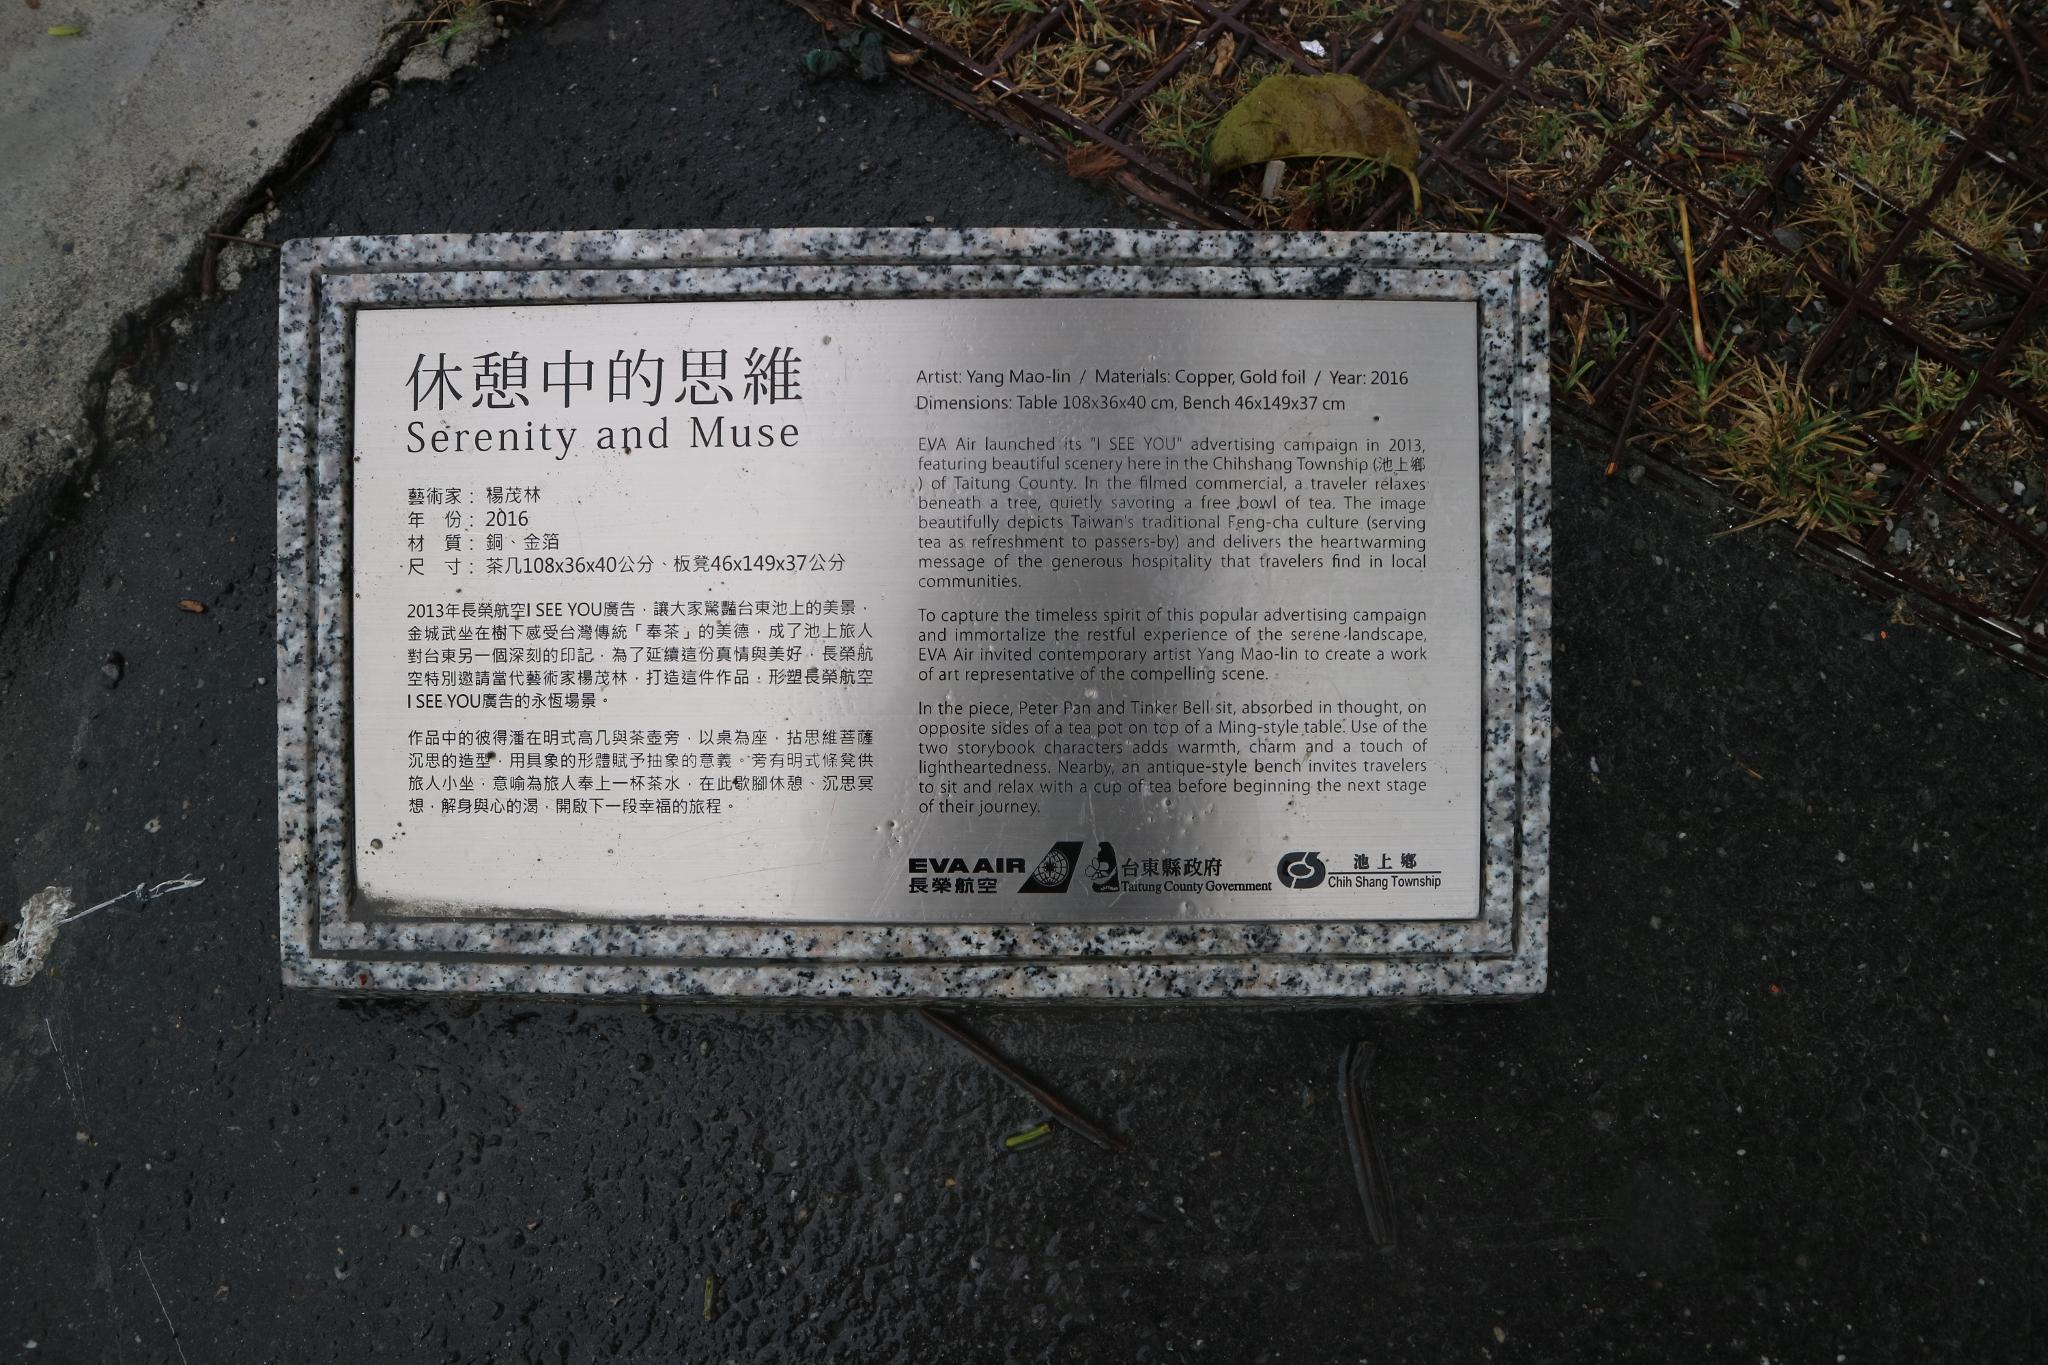 休憩中的思維
Serenity and Muse
藝術家：楊茂林
年　份：2016
材　質：銅、金箔
尺　寸：茶几108x36x40公分、板凳46x149x37公分
2013年長榮航空I SEE YOU廣告，讓大家驚豔台東池上的美景，
金城武坐在樹下感受台灣傳統「奉茶」的美德，成了池上旅人
對台東另一個深刻的印記，為了延續這份真情與美好，長榮航
空特別邀請當代藝術家楊茂林，打造這件作品，形塑長榮航空
I SEE YOU廣告的永恆場景。
作品中的彼得潘在明式高几與茶壺旁，以桌為座，拈思維菩薩
沉思的造型，用具象的形體賦予抽象的意義。旁有明式條凳供
旅人小坐，意喻為旅人奉上一杯茶水，在此歇腳休憩、沉思冥
想，解身與心的渴，開啟下一段幸福的旅程。
Artist: Yang Mao-lin / Materials: Copper, Gold foil / Year: 2016
Dimensions: Table 108x36x40 cm, Bench 46x149x37 cm
EVA Air launched its "I SEE YOU" advertising campaign in 2013,
featuring beautiful scenery here in the Chihshang Township (池上鄉
) of Taitung County. In the filmed commercial, a traveler relaxes
beneath a tree, quietly savoring a free bowl of tea. The image
beautifully depicts Taiwan's traditional Feng-cha culture (serving
tea as refreshment to passers-by) and delivers the heartwarming
message of the generous hospitality that travelers find in local
communities.
To capture the timeless spirit of this popular advertising campaign
and immortalize the restful experience of the serene landscape,
EVA Air invited contemporary artist Yang Mao-lin to create a work
of art representative of the compelling scene.
In the piece, Peter Pan and Tinker Bell sit, absorbed in thought, on
opposite sides of a tea pot on top of a Ming-style table. Use of the
two storybook characters adds warmth, charm and a touch of
lightheartedness. Nearby, an antique-style bench invites travelers
to sit and relax with a cup of tea before beginning the next stage
of their journey.
EVA AIR
長榮航空
台東縣政府
Taitung County Government
池上鄉
Chih Shang Township